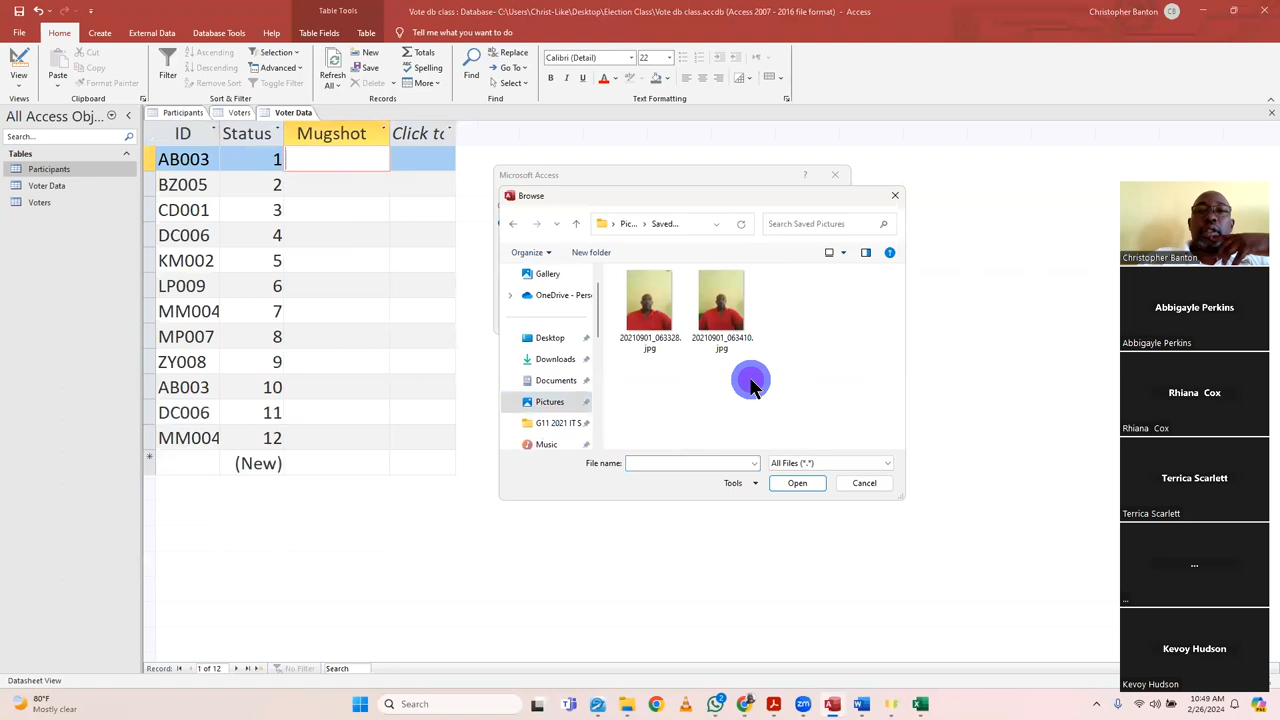 Table Tools
Vote db class : Database- C:\Users\Christ-Like\Desktop\Election Class\Vote db class.accdb (Access 2007 - 2016 file format) - Access
Christopher Banton
CB
File Home Create External Data Database Tools Help Table Fields Table Tell me what you want to do
View
Paste
Cut
Copy
Format Painter
Filter
Ascending
Descending
Remove Sort
Selection
Advanced
Toggle Filter
Refresh
All
New
Save
Delete
Totals
Spelling
More
Find
Replace
Go To
Select
Calibri (Detail) 22
B I U
Views Clipboard Sort & Filter Records Find Text Formatting
All Access Obj...
Search...
Tables
Participants
Voter Data
Voters
Participants Voters Voter Data
ID Status Mugshot Click to
AB003 1
BZ005 2
CD001 3
DC006 4
KM002 5
LP009 6
MM004 7
MP007 8
ZY008 9
AB003 10
DC006 11
MM004 12
(New)
Microsoft Access
Browse
Pic... Saved...
Search Saved Pictures
Organize New folder
Gallery
OneDrive - Pers
Desktop
Downloads
Documents
Pictures
G11 2021 IT S
Music
20210901_063328.
jpg
20210901_063410.
jpg
File name:
All Files (*.*)
Tools Open Cancel
Christopher Banton
Abbigayle Perkins
Abbigayle Perkins
Rhiana Cox
Rhiana Cox
Terrica Scarlett
Terrica Scarlett
...
...
Kevoy Hudson
Kevoy Hudson
Record: 1 of 12 No Filter Search
Datasheet View
80°F
Mostly clear
Search
2
10:49 AM
2/26/2024